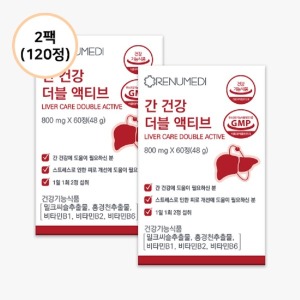 2팩
(120정)
RENUMEDI
간 건강
더블 액티브
LIVER CARE DOUBLE ACTIVE
800 mg X 60정(48 g)
간 건강에 도움이 필요하신 분
스트레스로 인한 피로 개선에 도움이 필요하신 분
1일 1회 2정 섭취
건강기능식품
밀크씨슬추출물, 홍경천추출물,
비타민B1, 비타민B2, 비타민B6
RENUMEDI
간 건강
더블 액티브
LIVER CARE DOUBLE ACTIVE
800 mg X 60정(48 g)
건강
기능식품
GMP
간 건강에 도움이 필요하신 분
스트레스로 인한 피로 개선에 도움이 필요하신 분
1일 1회 2정 섭취
건강기능식품
밀크씨슬추출물, 홍경천추출물,
비타민B1, 비타민B2, 비타민B6